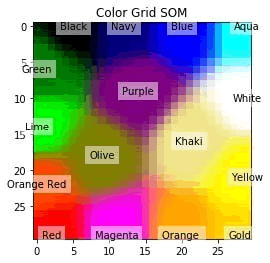 Color Grid SOM
0
Black
Navy
Blue
Aqua
5
Green
Purple
White
10
Lime
15
Khaki
Olive
20
Orange Red
Yellow
25
Red
Magenta
Orange
Gold
0
5
10
15
20
25